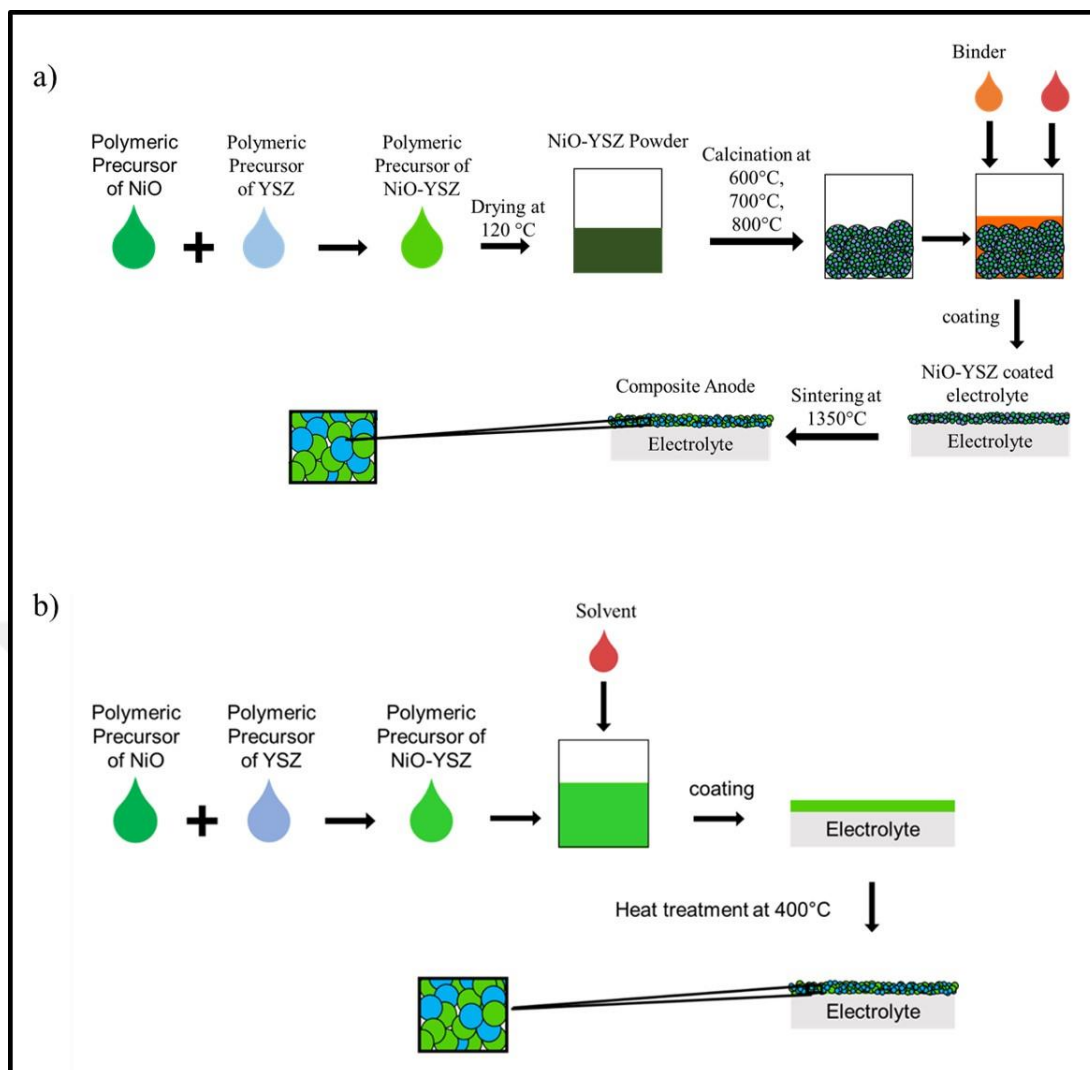 a)
Binder
Polymeric
Precursor
of NiO
Polymeric
Precursor
of YSZ
Polymeric
Precursor of
NiO-YSZ
Drying at
120 °C
NiO-YSZ Powder
Calcination at
600°C,
700°C,
800°C
coating
NiO-YSZ coated
electrolyte
Electrolyte
Sintering at
1350°C
Composite Anode
Electrolyte
b)
Solvent
Polymeric
Precursor
of NiO
Polymeric
Precursor
of YSZ
Polymeric
Precursor of
NiO-YSZ
coating
Electrolyte
Heat treatment at 400°C
Electrolyte